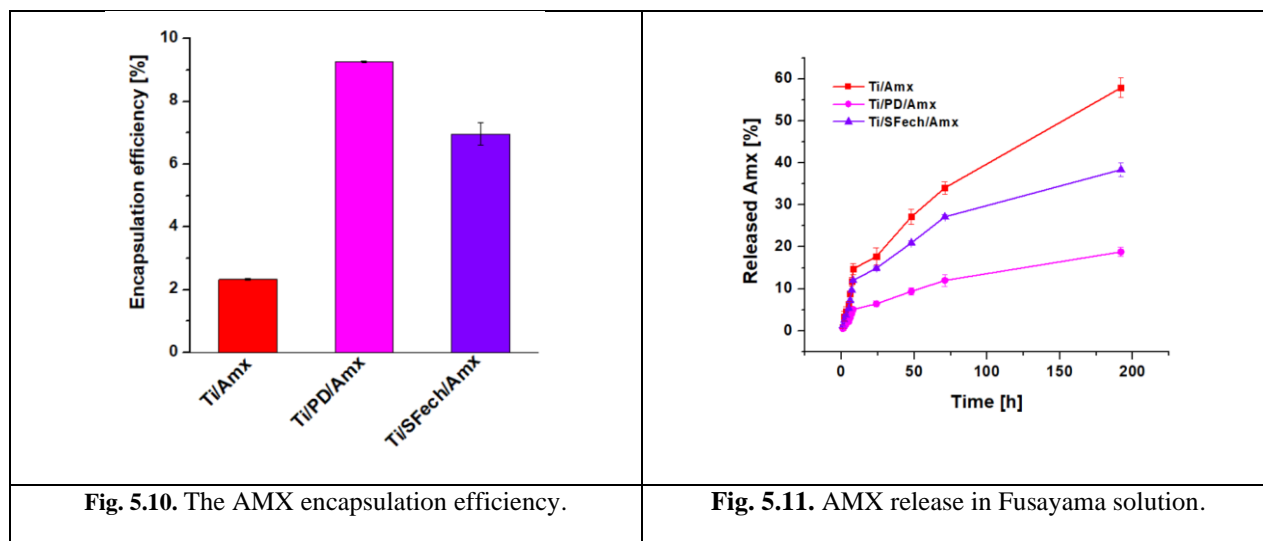 Encapsulation efficiency [%]
10
8
6
4
2
0
Ti/Amx
Ti/PD/Amx
Ti/SFech/Amx
Released Amx [%]
60
50
40
30
20
10
0
Ti/Amx
Ti/PD/Amx
Ti/SFech/Amx
0
50
100
150
200
Time [h]
Fig. 5.10. The AMX encapsulation efficiency.
Fig. 5.11. AMX release in Fusayama solution.